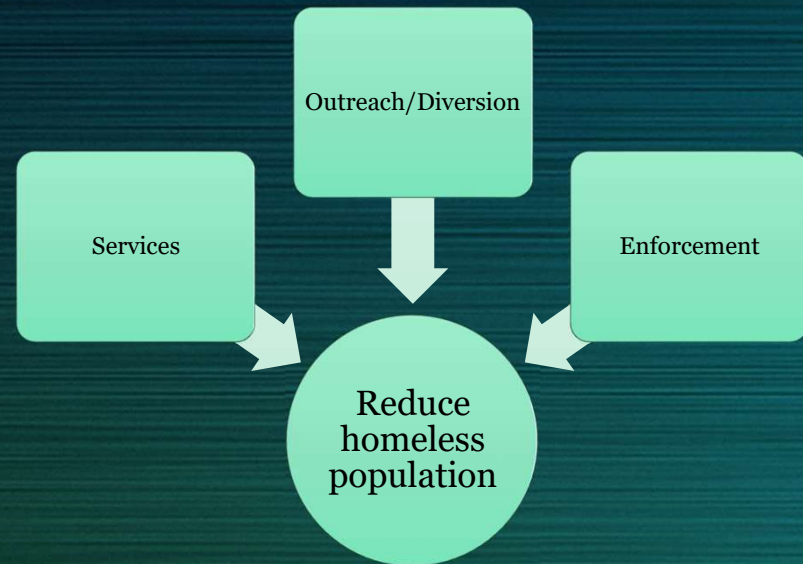 Outreach/Diversion
Services
Enforcement
Reduce
homeless
population